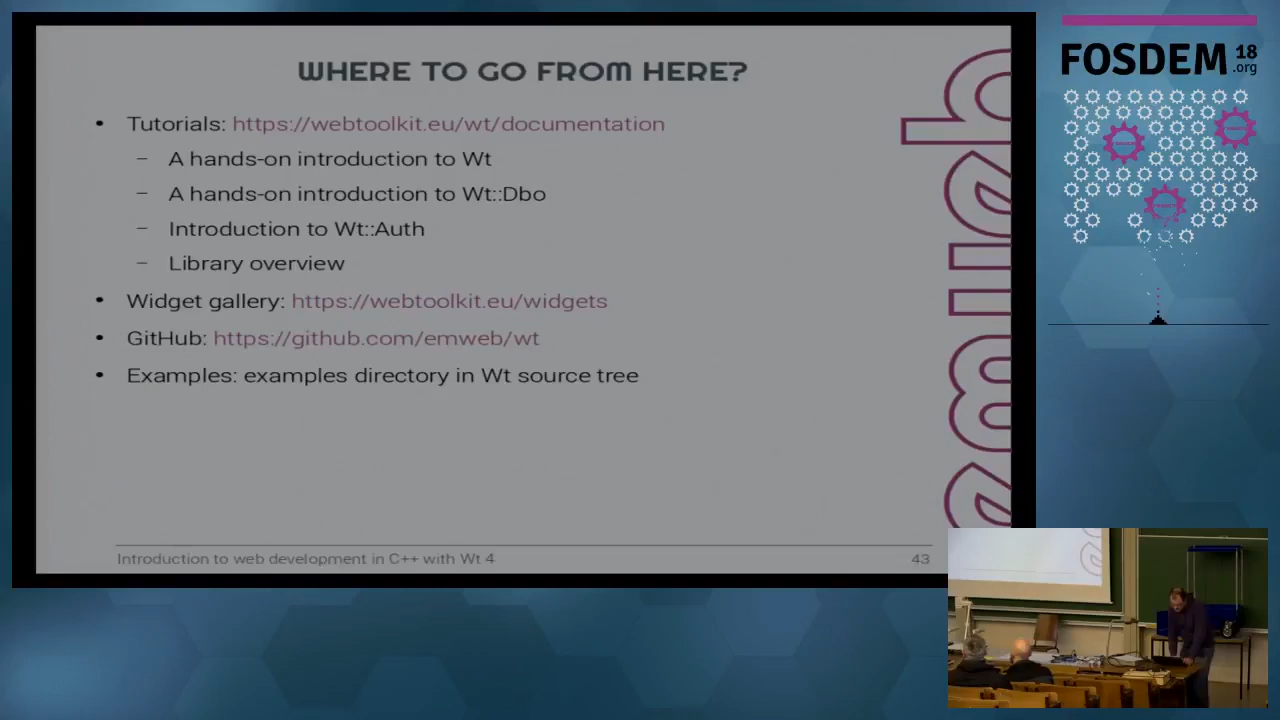 WHERE TO GO FROM HERE?
• Tutorials: https://webtoolkit.eu/wt/documentation
– A hands-on introduction to Wt
– A hands-on introduction to Wt::Dbo
– Introduction to Wt::Auth
– Library overview
• Widget gallery: https://webtoolkit.eu/widgets
• GitHub: https://github.com/emweb/wt
• Examples: examples directory in Wt source tree
Introduction to web development in C++ with Wt 4
43
emweb
FOSDEM 18
.org